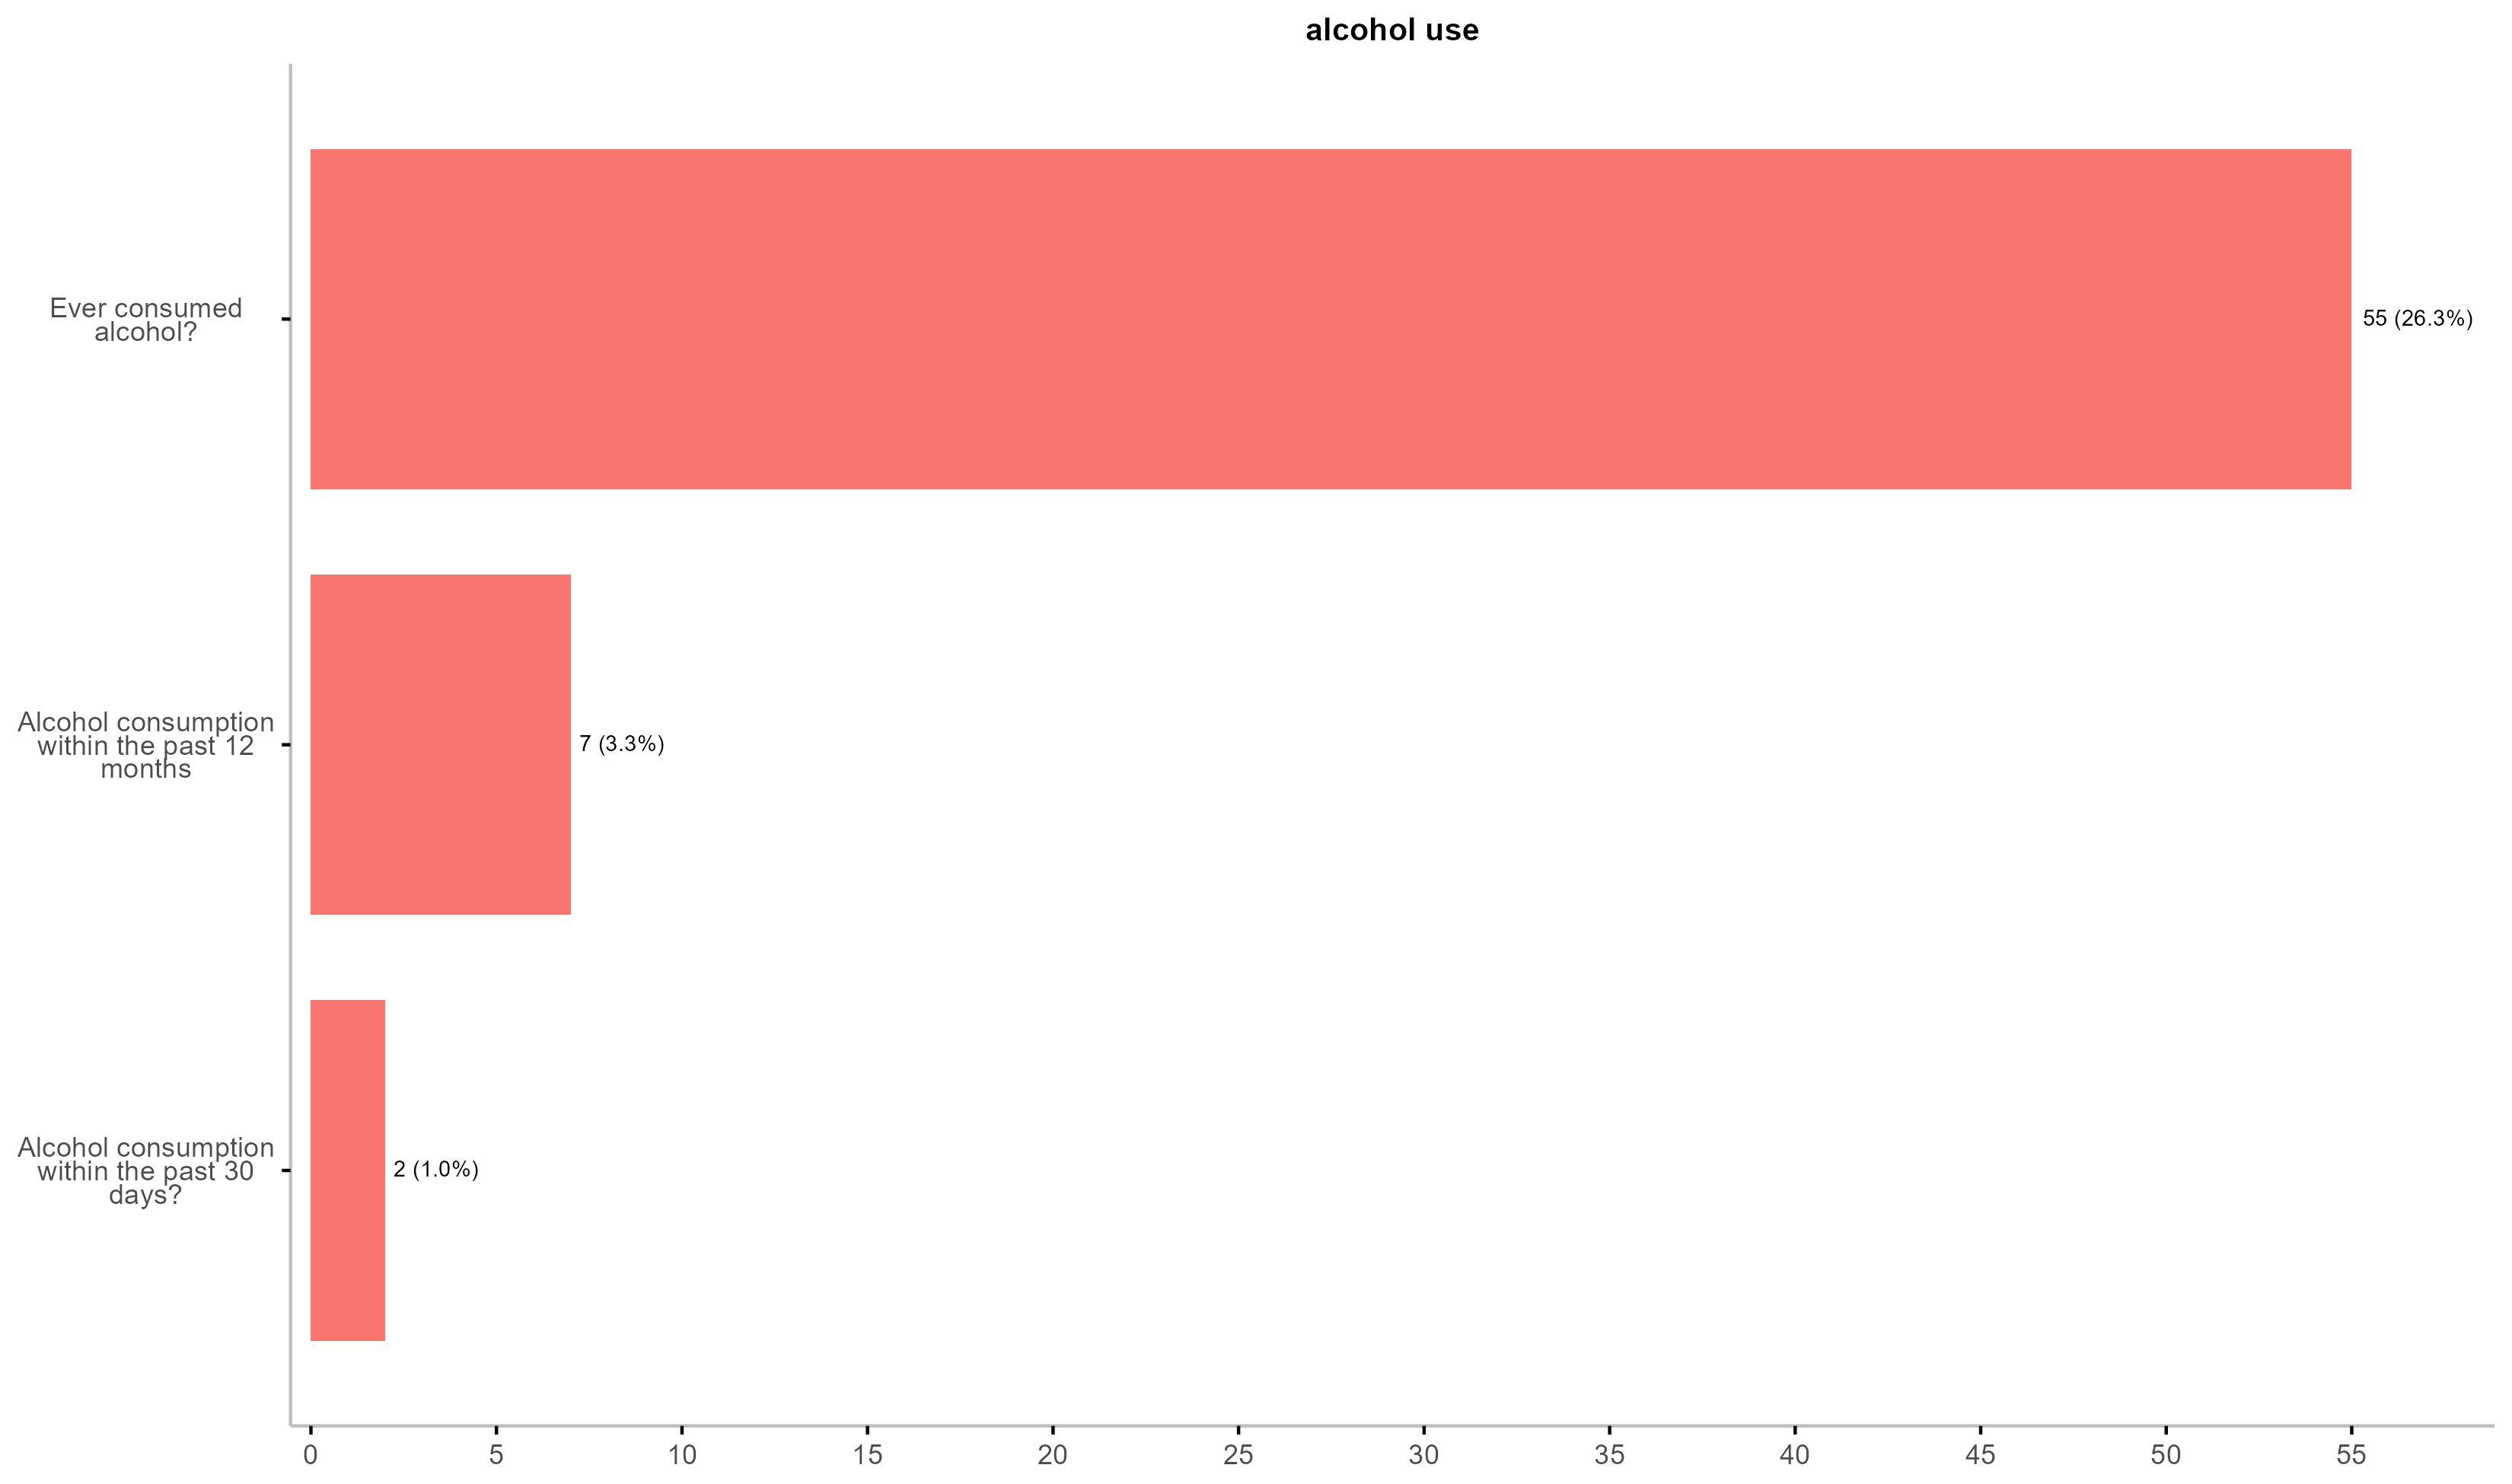 alcohol use
Ever consumed
alcohol?
55 (26.3%)
Alcohol consumption
within the past 12
months
7 (3.3%)
Alcohol consumption
within the past 30
days?
2 (1.0%)
0 5 10 15 20 25 30 35 40 45 50 55